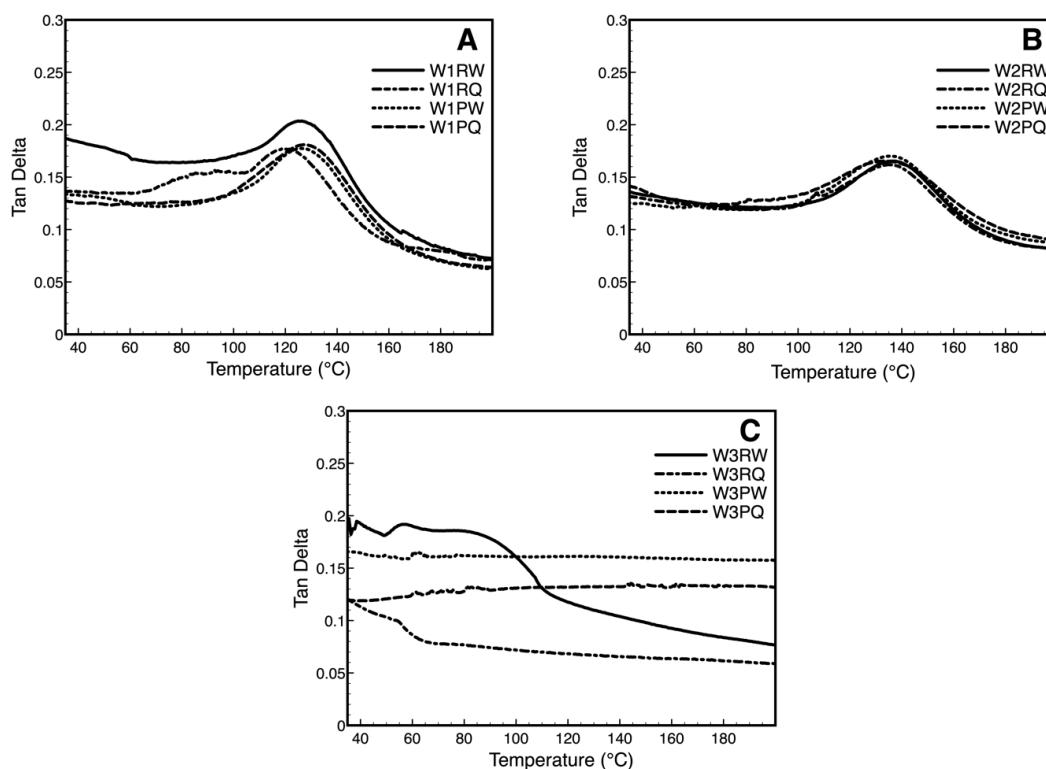 A
W1RW
W1RQ
W1PW
W1PQ
Tan Delta
0.3
0.25
0.2
0.15
0.1
0.05
0
40 60 80 100 120 140 160 180
Temperature (°C)
B
W2RW
W2RQ
W2PW
W2PQ
Tan Delta
0.3
0.25
0.2
0.15
0.1
0.05
0
40 60 80 100 120 140 160 180
Temperature (°C)
C
W3RW
W3RQ
W3PW
W3PQ
Tan Delta
0.3
0.25
0.2
0.15
0.1
0.05
0
40 60 80 100 120 140 160 180
Temperature (°C)